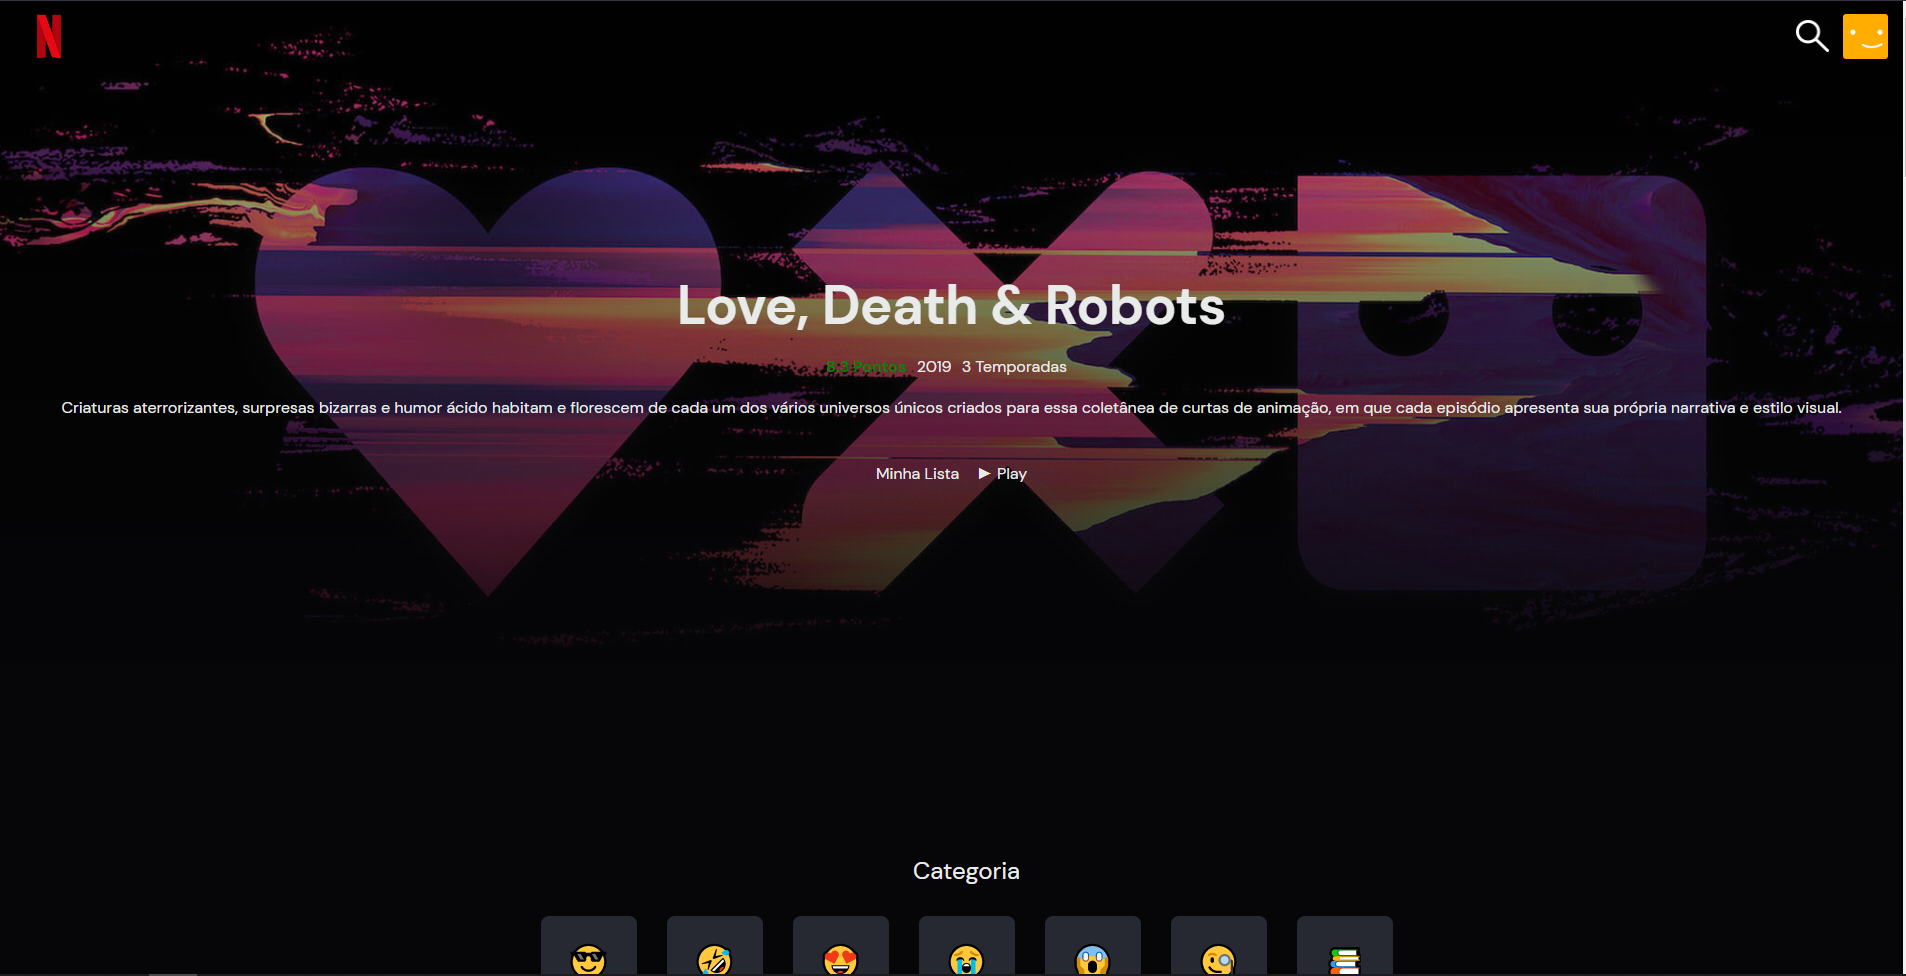 N
Love, Death & Robots
8.3 Pontos 2019 3 Temporadas
Criaturas aterrorizantes, surpresas bizarras e humor ácido habitam e florescem de cada um dos vários universos únicos criados para essa coletânea de curtas de animação, em que cada episódio apresenta sua própria narrativa e estilo visual.
Minha Lista ► Play
Categoria